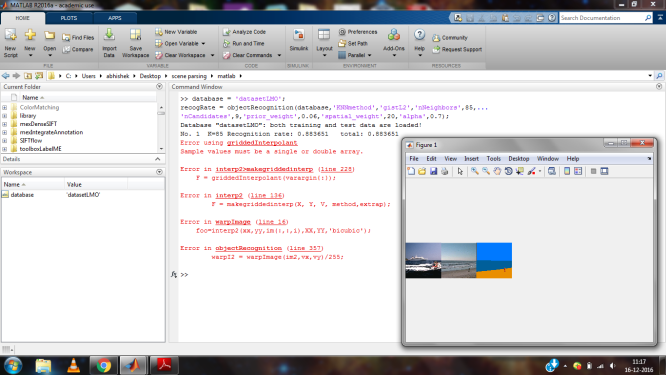 MATLAB R2016a - academic use
HOME
PLOTS
APPS
Search Documentation
New Script
New
Open
Find Files
Compare
Import Data
Save Workspace
New Variable
Open Variable
Clear Workspace
Analyze Code
Run and Time
Clear Commands
Simulink
Layout
Preferences
Set Path
Parallel
Add-Ons
Help
Community
Request Support
FILE
VARIABLE
CODE
SIMULINK
ENVIRONMENT
RESOURCES
C: Users abhishek Desktop scene parsing matlab
Current Folder
Name
ColorMatching
library
mexDenseSIFT
mexIntegrateAnnotation
SIFTflow
toolboxLabelME
Details
Workspace
Name
Value
database
'datasetLMO'
Command Window
>> database = 'datasetLMO';
recogRate = objectRecognition(database,'KNNmethod','gistL2','nNeighbors',85,...
'nCandidates',9,'prior_weight',0.06,'spatial_weight',20,'alpha',0.7);
Database "datasetLMO": both training and test data are loaded!
No. 1 K=85 Recognition rate: 0.883651 total: 0.883651
Error using griddedInterpolant
Sample values must be a single or double array.
Error in interp2>makegriddedinterp (line 228)
F = griddedInterpolant(varargin{:});
Error in interp2 (line 136)
F = makegriddedinterp(X, Y, V, method,extrap);
Error in warpImage (line 16)
foo=interp2(xx,yy,im(:,:,i),XX,YY,'bicubic');
Error in objectRecognition (line 357)
warpI2 = warpImage(im2,vx,vy)/255;
fx >>
Figure 1
File Edit View Insert Tools Desktop Window Help
11:17
16-12-2016